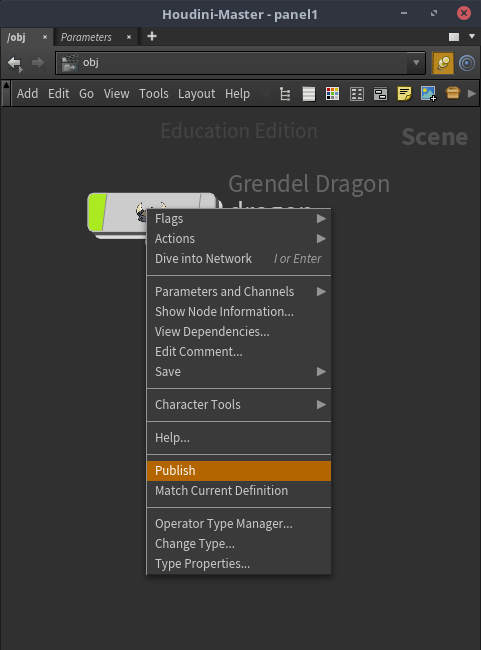 Houdini-Master - panel1
/obj
Parameters
obj
Add Edit Go View Tools Layout Help
Education Edition
Scene
Grendel Dragon
dragon
Flags
Actions
Dive into Network I or Enter
Parameters and Channels
Show Node Information...
View Dependencies...
Edit Comment...
Save
Character Tools
Help...
Publish
Match Current Definition
Operator Type Manager...
Change Type...
Type Properties...